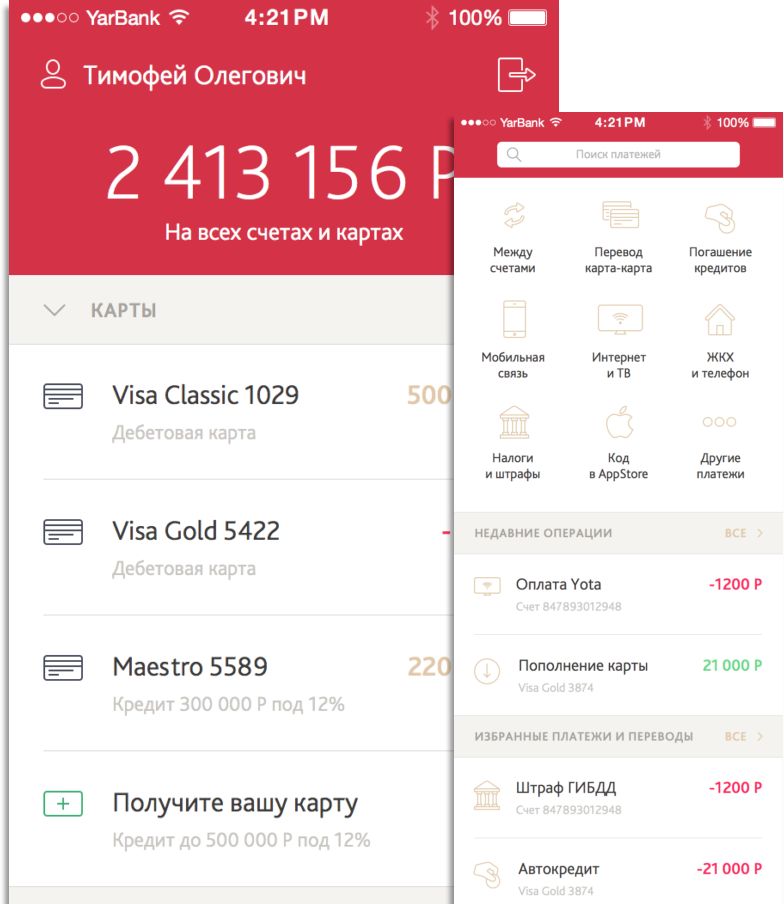 YarBank 4:21PM 100%
Тимофей Олегович
2 413 156 Р
На всех счетах и картах
КАРТЫ
Visa Classic 1029 500
Дебетовая карта
Visa Gold 5422 -
Дебетовая карта
Maestro 5589 220
Кредит 300 000 Р под 12%
Получите вашу карту
Кредит до 500 000 Р под 12%
YarBank 4:21PM 100%
Поиск платежей
Между
счетами
Перевод
карта-карта
Погашение
кредитов
Мобильная
связь
Интернет
и ТВ
ЖКХ
и телефон
Налоги
и штрафы
Код
в AppStore
Другие
платежи
НЕДАВНИЕ ОПЕРАЦИИ ВСЕ >
Оплата Yota -1200 Р
Счет 847893012948
Пополнение карты 21 000 Р
Visa Gold 3874
ИЗБРАННЫЕ ПЛАТЕЖИ И ПЕРЕВОДЫ ВСЕ >
Штраф ГИБДД -1200 Р
Счет 847893012948
Автокредит -21 000 Р
Visa Gold 3874